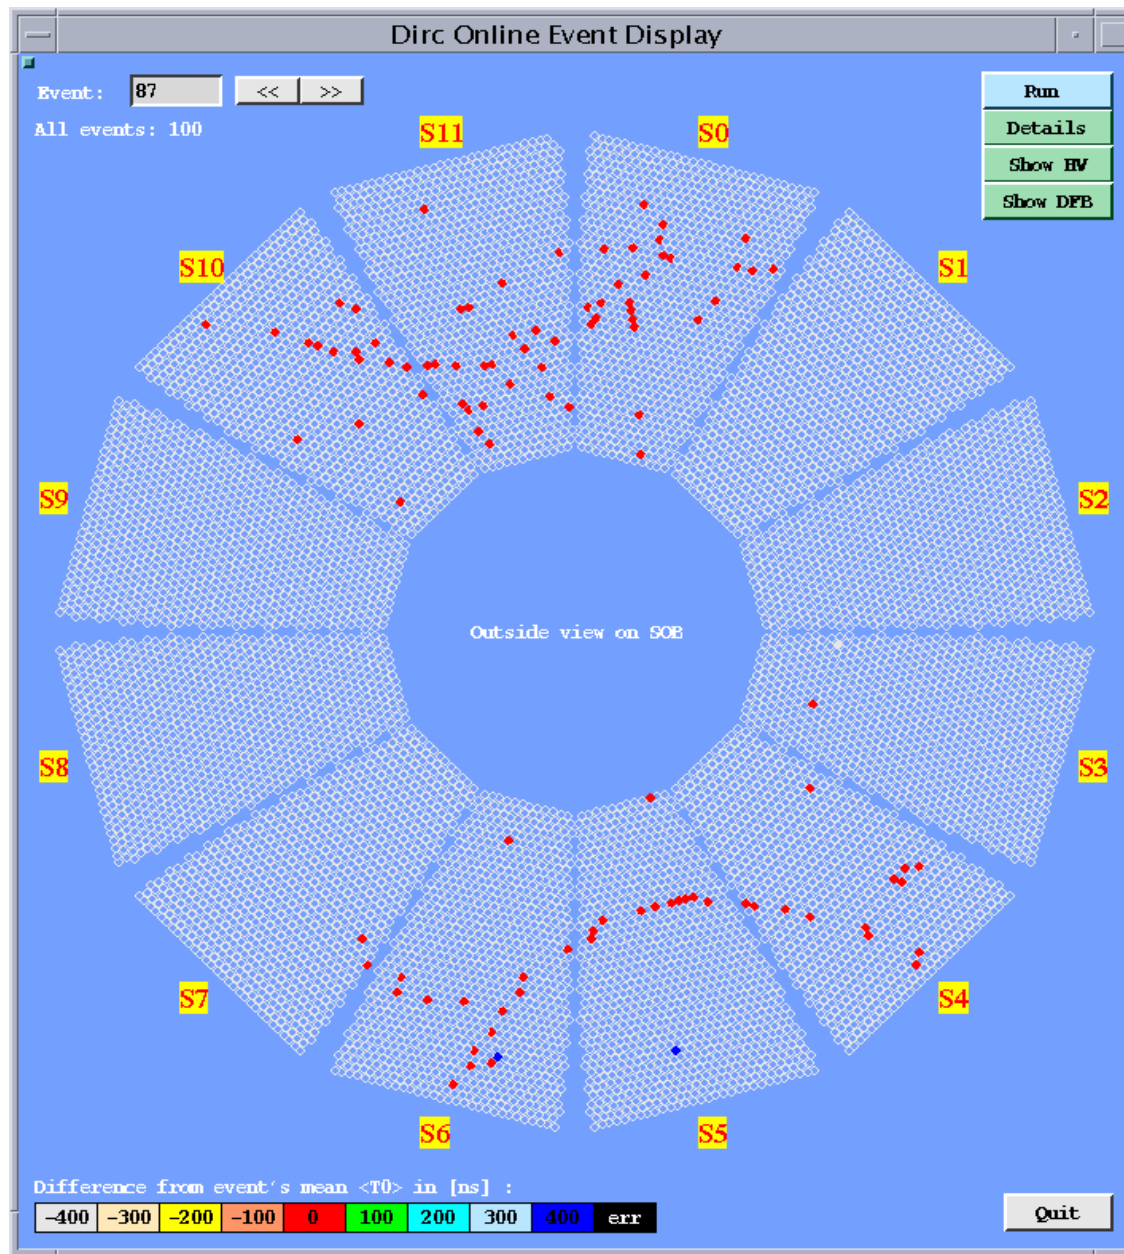 Dirc Online Event Display
Event: 87 << >>
All events: 100
Run
Details
Show HV
Show DFB
S11 S0
S10 S1
S9 S2
Outside view on SOB
S8 S3
S7 S4
S6 S5
Difference from event's mean <T0> in [ns] :
-400 -300 -200 -100 0 100 200 300 400 err
Quit